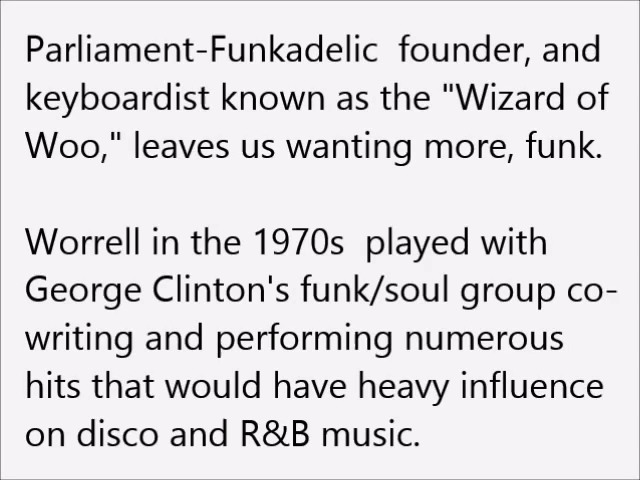 Parliament-Funkadelic  founder, and
keyboardist known as the "Wizard of
Woo," leaves us wanting more, funk.
Worrell in the 1970s  played with
George Clinton's funk/soul group co-
writing and performing numerous
hits that would have heavy influence
on disco and R&B music.